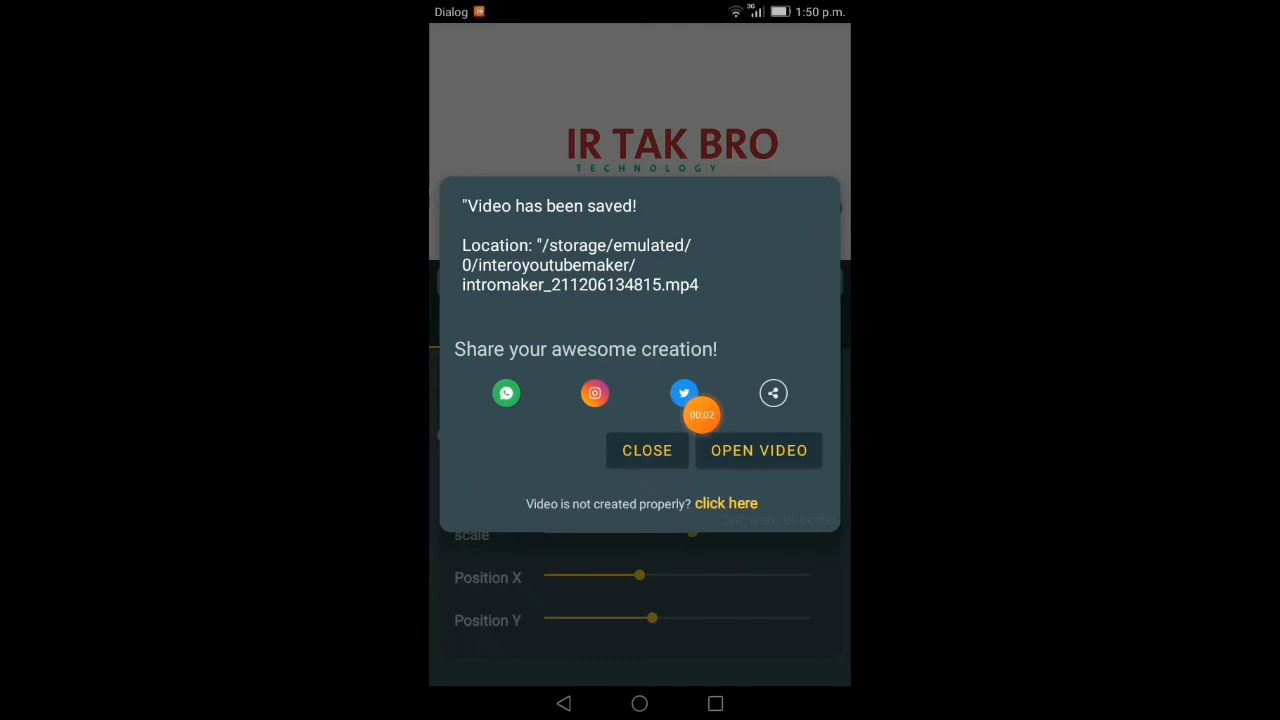 Dialog
3G
1:50 p.m.
IR TAK BRO
TECHNOLOGY
"Video has been saved!
Location: "/storage/emulated/
0/interoyoutubemaker/
intromaker_211206134815.mp4
Share your awesome creation!
00:02
CLOSE
OPEN VIDEO
Video is not created properly? click here
scale
Position X
Position Y